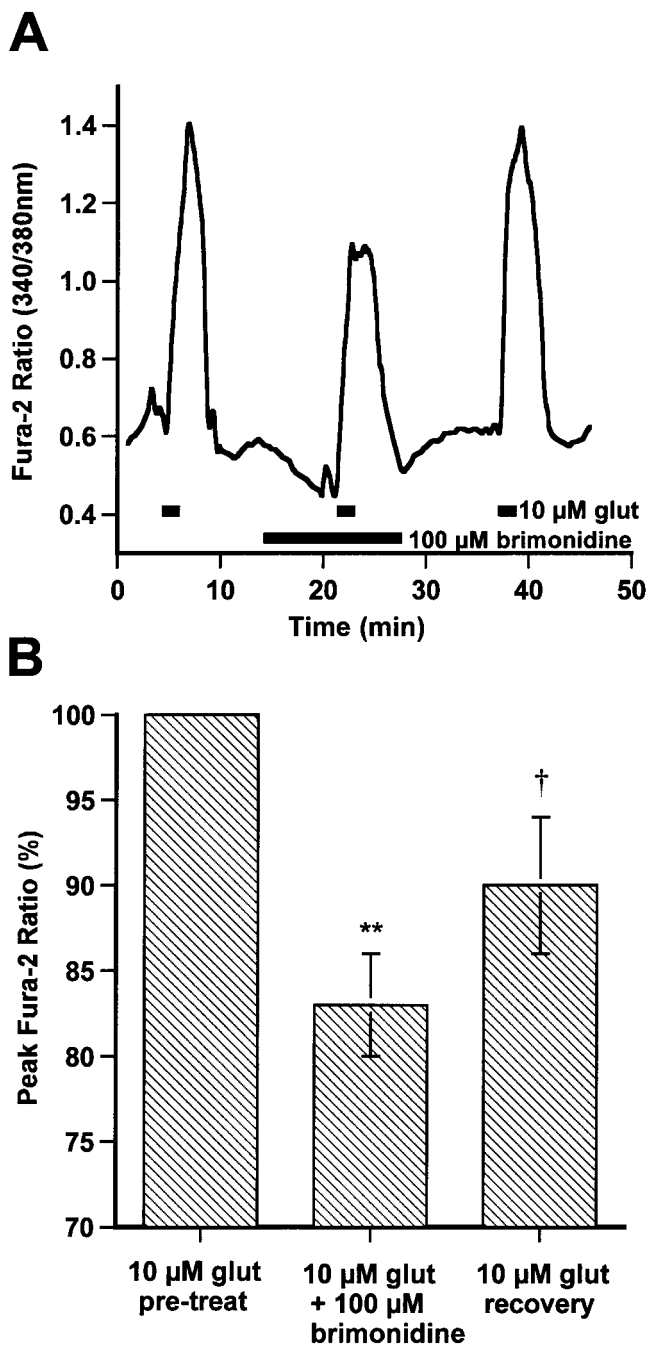 A
Fura-2 Ratio (340/380nm)
1.4
1.2
1.0
0.8
0.6
0.4
10 µM glut
100 µM brimonidine
0 10 20 30 40 50
Time (min)
B
Peak Fura-2 Ratio (%)
100
95
90
85
80
75
70
**
†
10 µM glut
pre-treat
10 µM glut
+ 100 µM
brimonidine
10 µM glut
recovery